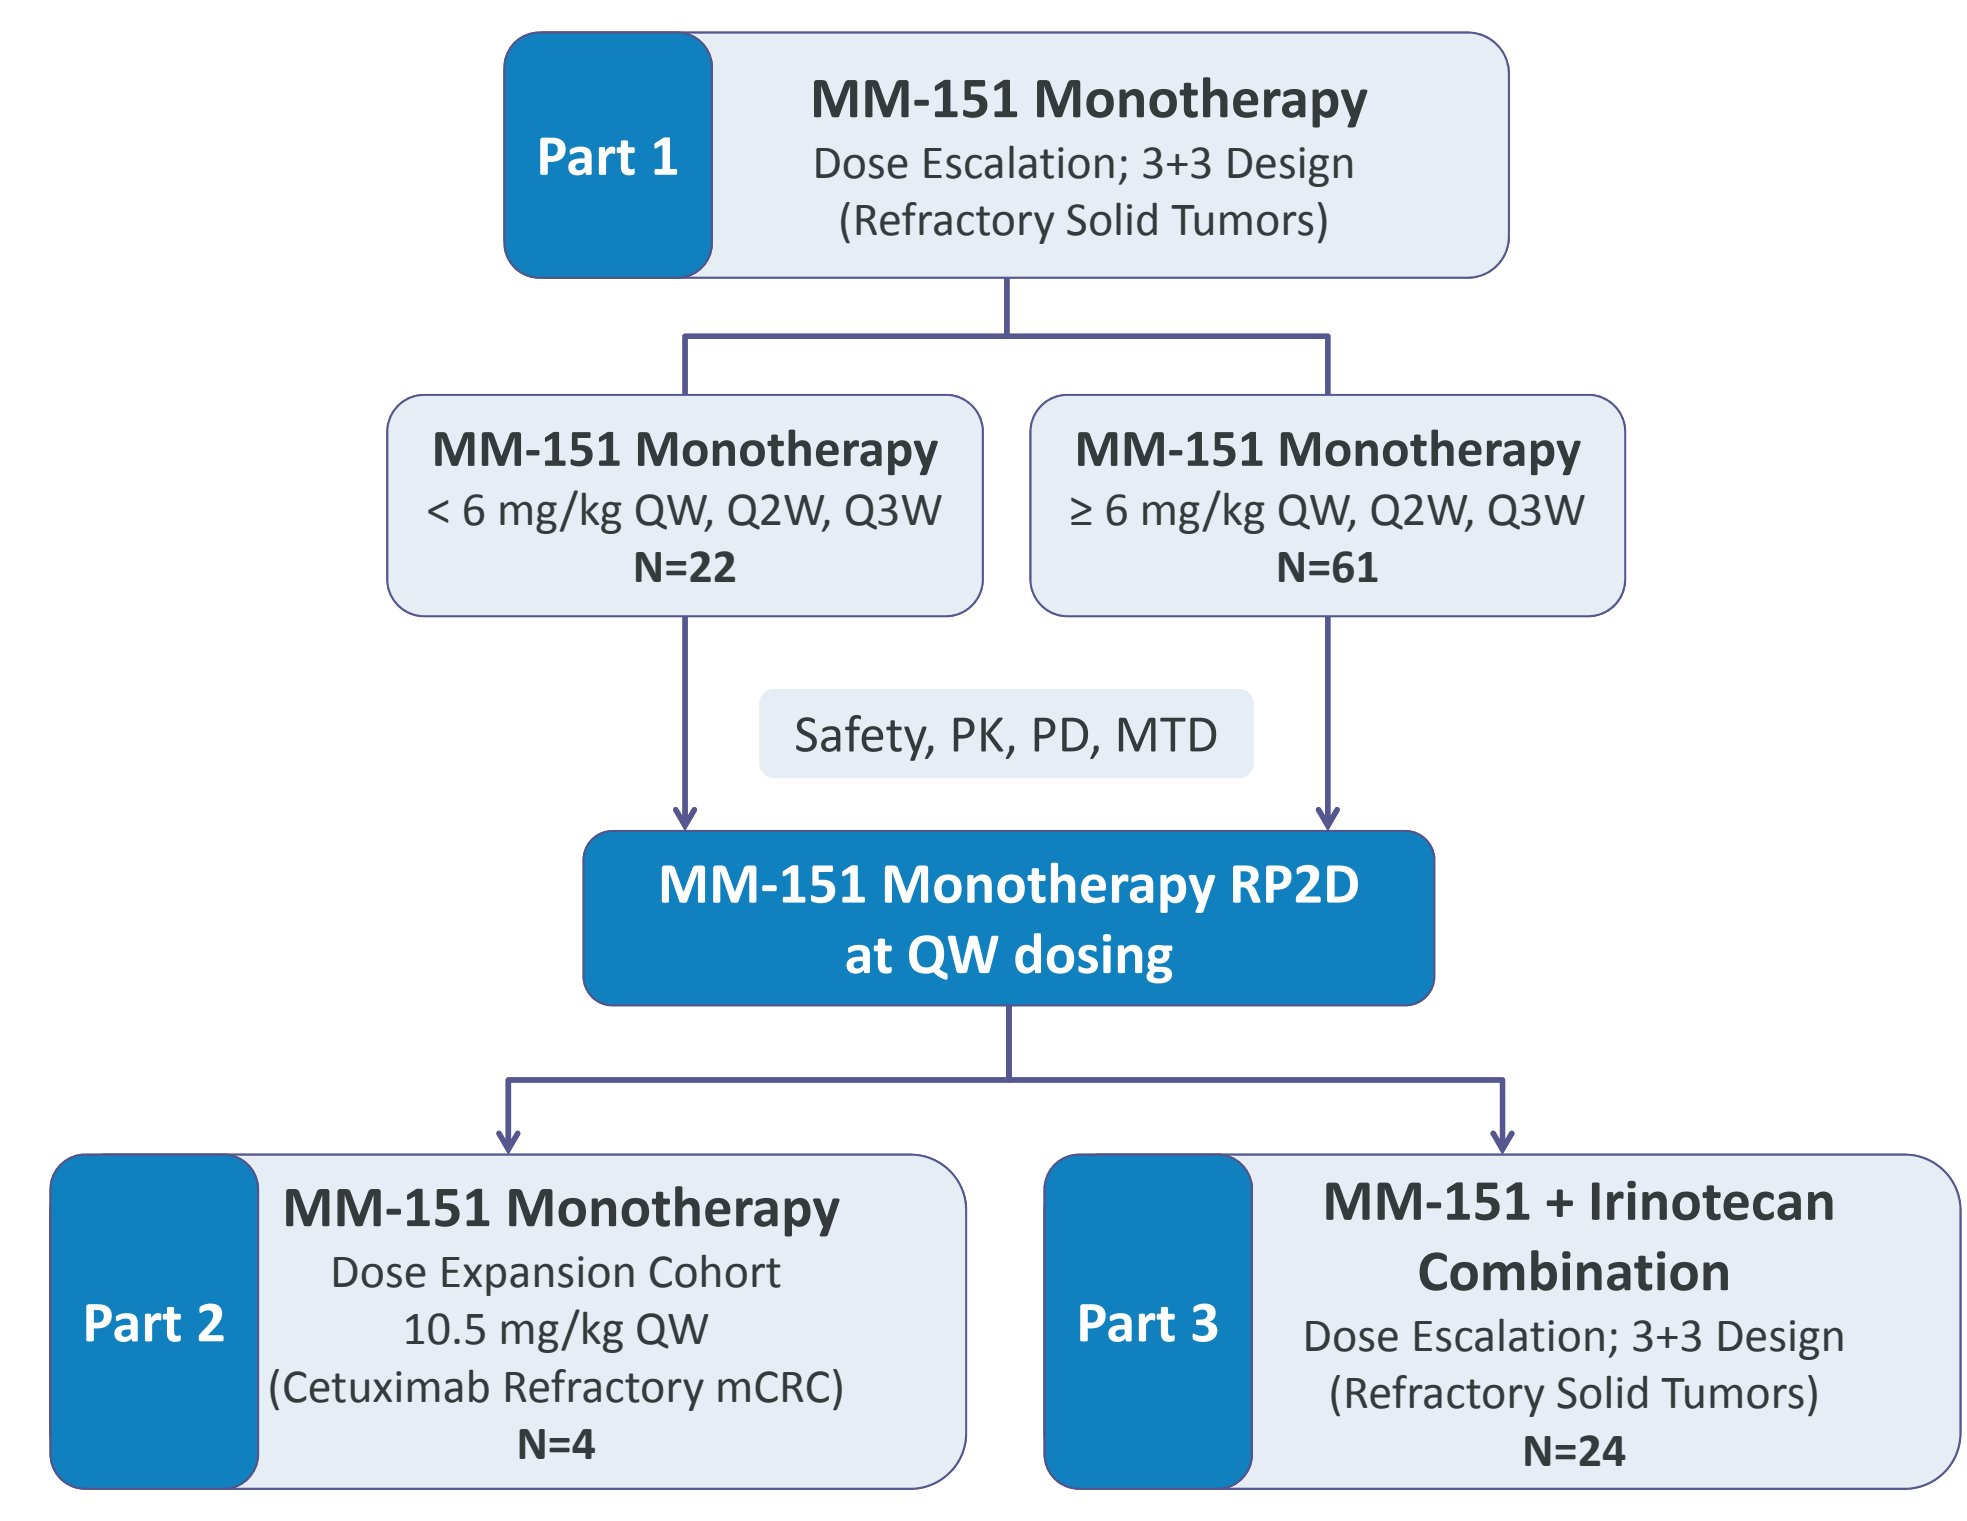 Part 1
MM-151 Monotherapy
Dose Escalation; 3+3 Design
(Refractory Solid Tumors)
MM-151 Monotherapy
< 6 mg/kg QW, Q2W, Q3W
N=22
MM-151 Monotherapy
≥ 6 mg/kg QW, Q2W, Q3W
N=61
Safety, PK, PD, MTD
MM-151 Monotherapy RP2D
at QW dosing
Part 2
MM-151 Monotherapy
Dose Expansion Cohort
10.5 mg/kg QW
(Cetuximab Refractory mCRC)
N=4
Part 3
MM-151 + Irinotecan
Combination
Dose Escalation; 3+3 Design
(Refractory Solid Tumors)
N=24